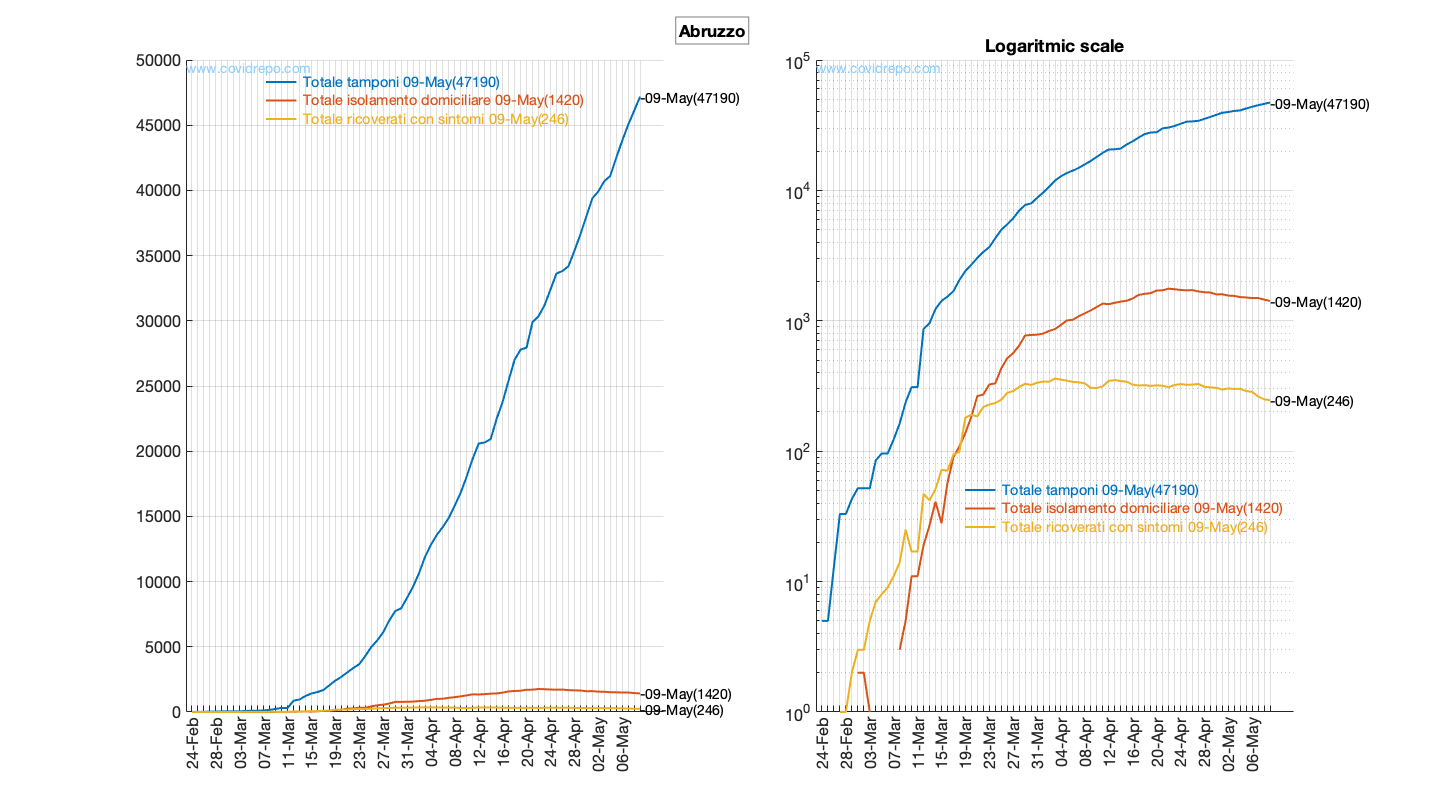 Abruzzo
50000
45000
40000
35000
30000
25000
20000
15000
10000
5000
0
www.covidrepo.com
Totale tamponi 09-May(47190)
Totale isolamento domiciliare 09-May(1420)
Totale ricoverati con sintomi 09-May(246)
-09-May(47190)
-09-May(1420)
-09-May(246)
24-Feb
28-Feb
03-Mar
07-Mar
11-Mar
15-Mar
19-Mar
23-Mar
27-Mar
31-Mar
04-Apr
08-Apr
12-Apr
16-Apr
20-Apr
24-Apr
28-Apr
02-May
06-May
Logaritmic scale
10^5
10^4
10^3
10^2
10^1
10^0
www.covidrepo.com
-09-May(47190)
-09-May(1420)
-09-May(246)
Totale tamponi 09-May(47190)
Totale isolamento domiciliare 09-May(1420)
Totale ricoverati con sintomi 09-May(246)
24-Feb
28-Feb
03-Mar
07-Mar
11-Mar
15-Mar
19-Mar
23-Mar
27-Mar
31-Mar
04-Apr
08-Apr
12-Apr
16-Apr
20-Apr
24-Apr
28-Apr
02-May
06-May